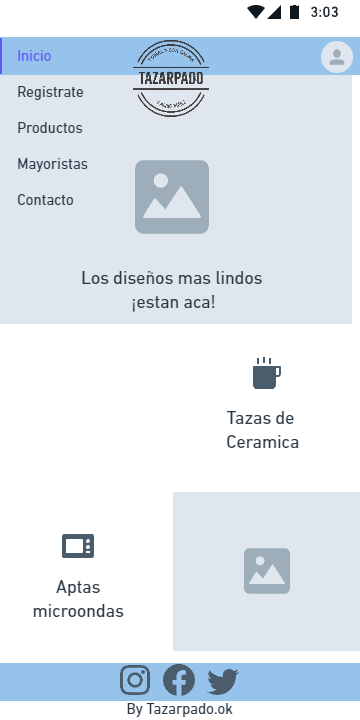 3:03
Inicio
TAZARPADO
Registrate
Productos
Mayoristas
Contacto
Los diseños mas lindos
¡estan aca!
Tazas de
Ceramica
Aptas
microondas
By Tazarpado.ok